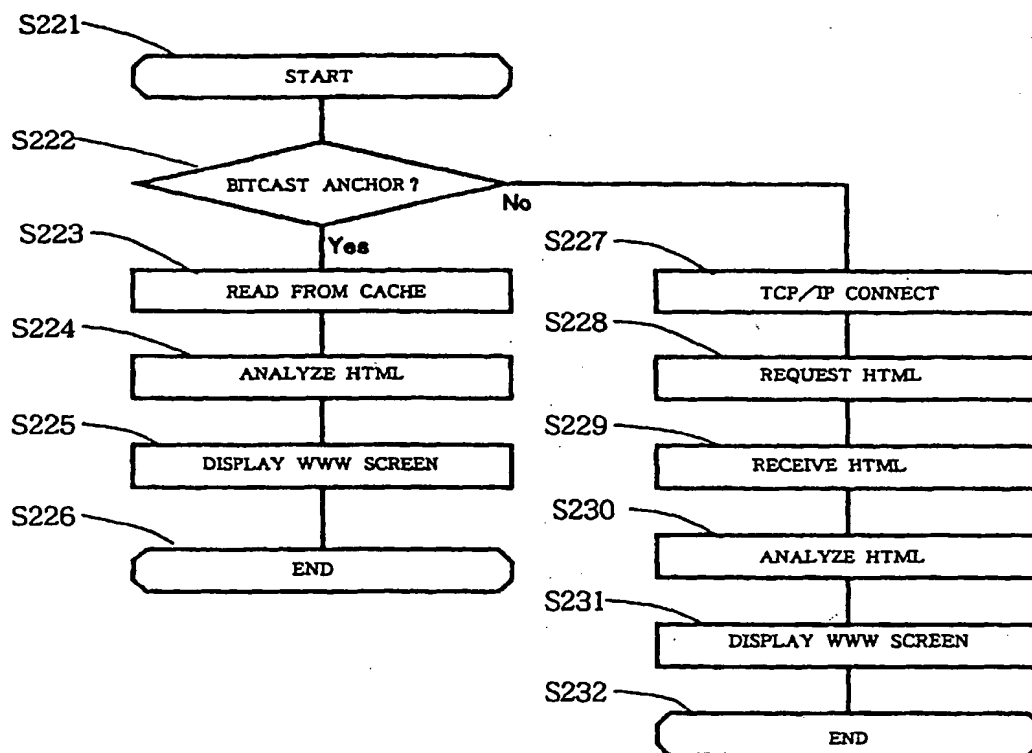 S221
START
S222
BITCAST ANCHOR?
No
Yes
S223
READ FROM CACHE
S224
ANALYZE HTML
S225
DISPLAY WWW SCREEN
S226
END
S227
TCP/IP CONNECT
S228
REQUEST HTML
S229
RECEIVE HTML
S230
ANALYZE HTML
S231
DISPLAY WWW SCREEN
S232
END